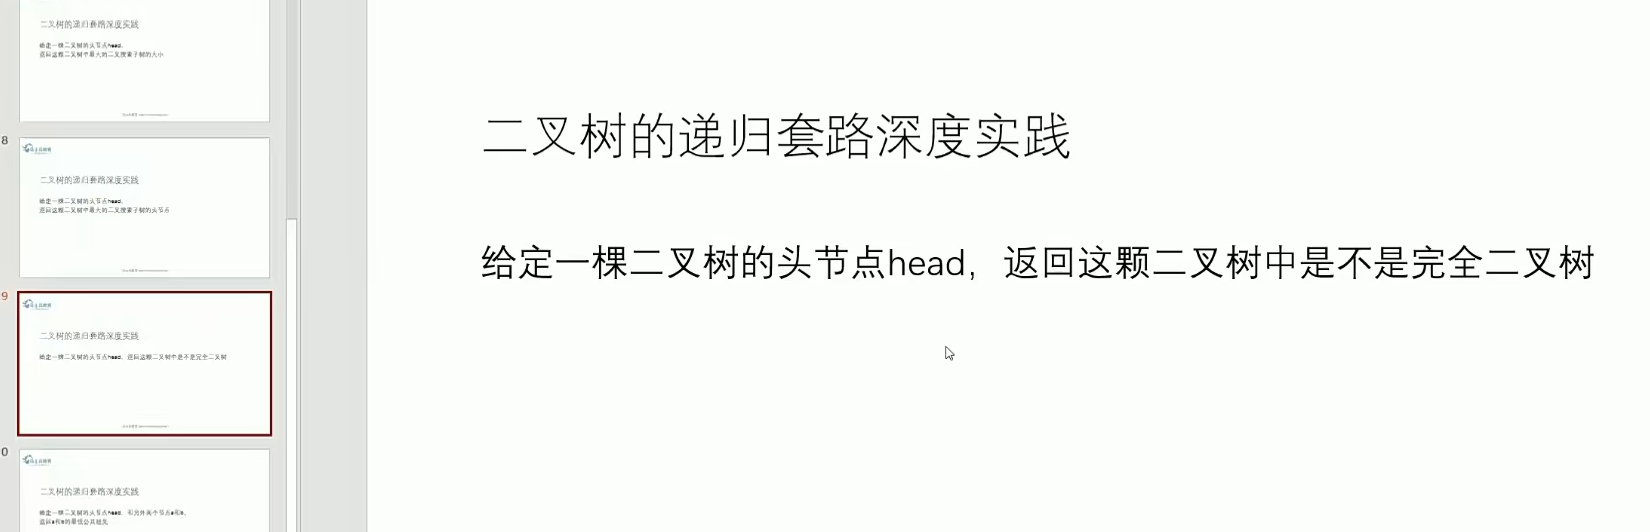 二叉树的递归套路深度实践
给定一棵二叉树的头节点head,
返回这颗二叉树中最大的二叉搜索子树的大小
8
二叉树的递归套路深度实践
给定一棵二叉树的头节点head,
返回这颗二叉树中最大的二叉搜索子树的头节点
9
二叉树的递归套路深度实践
给定一棵二叉树的头节点head, 返回这颗二叉树中是不是完全二叉树
0
二叉树的递归套路深度实践
给定一棵二叉树的头节点head, 和另外两个节点a和b。
返回a和b的最低公共祖先
二叉树的递归套路深度实践
给定一棵二叉树的头节点head，返回这颗二叉树中是不是完全二叉树